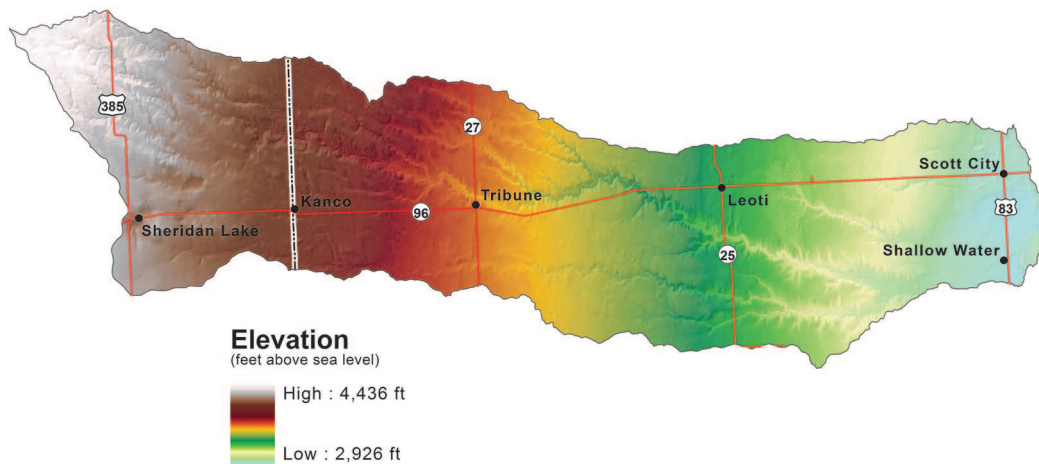 385
27
Scott City
Kanco
Tribune
Leoti
96
83
Sheridan Lake
25
Shallow Water
Elevation
(feet above sea level)
High : 4,436 ft
Low : 2,926 ft